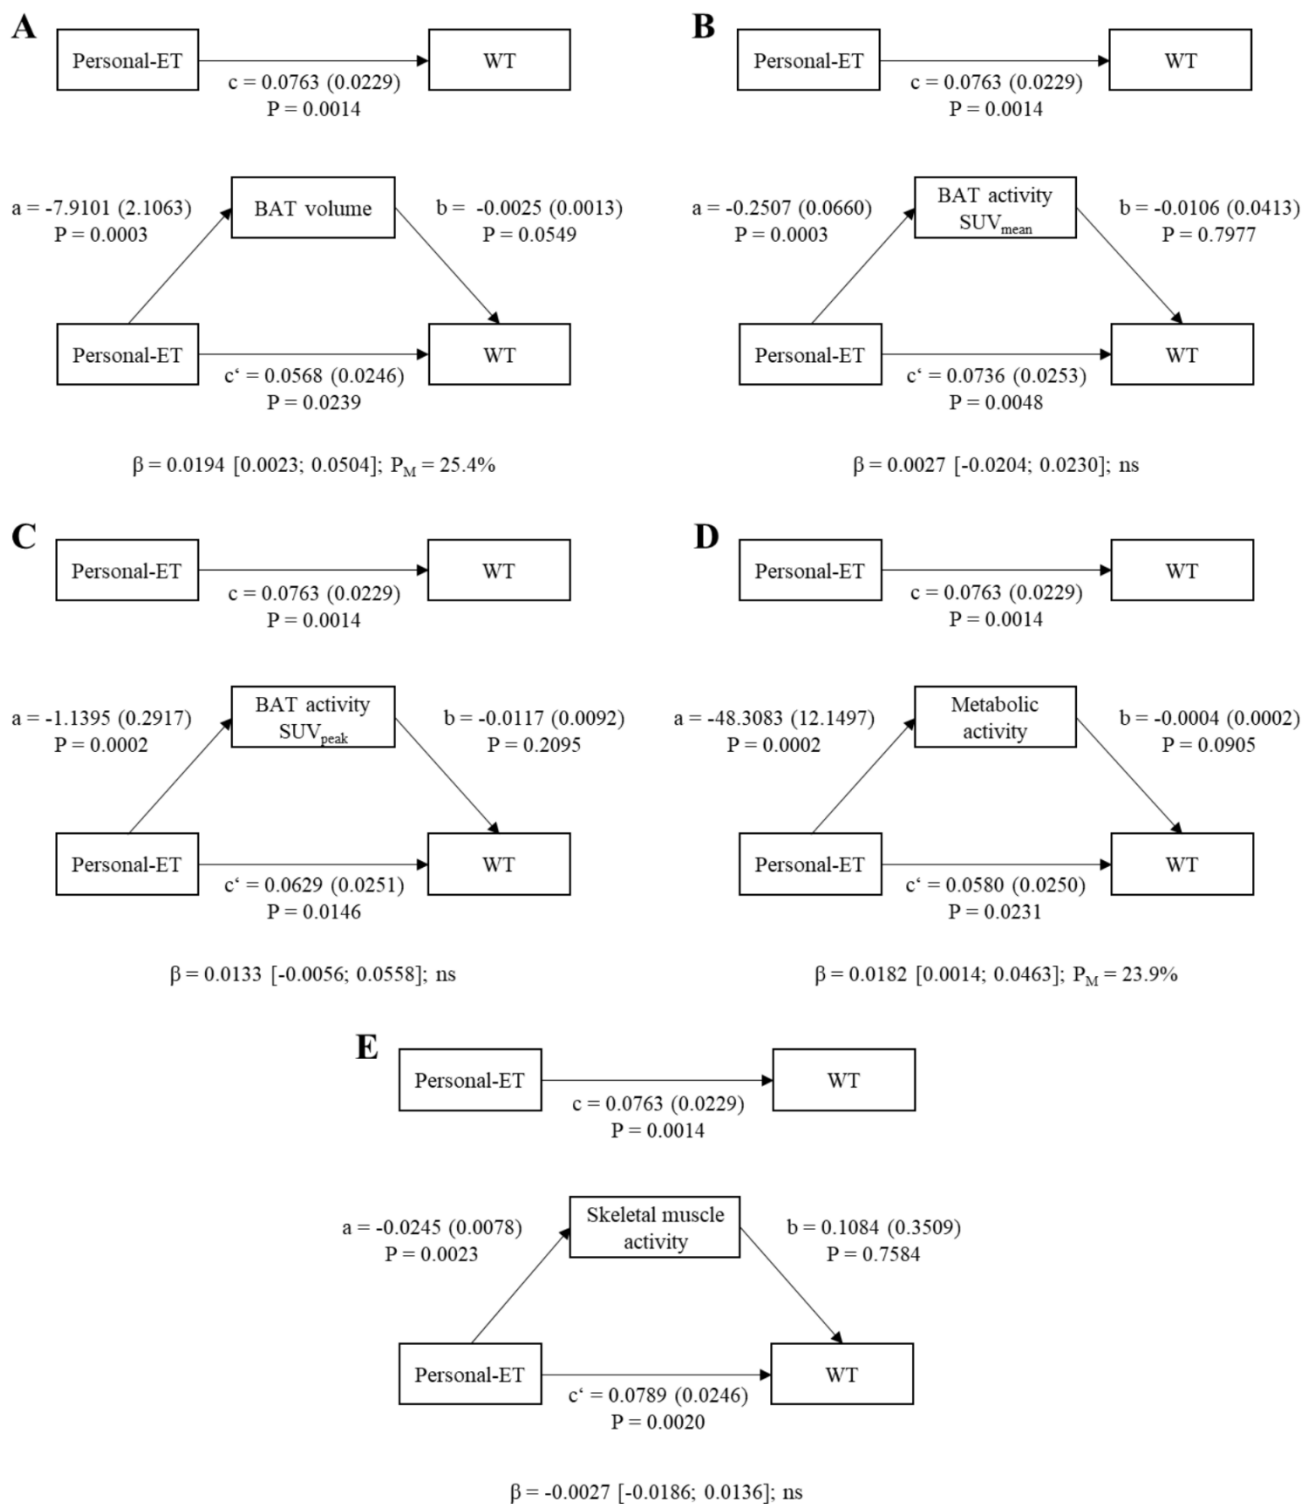 A
Personal-ET
WT
c = 0.0763 (0.0229)
P = 0.0014
a = -7.9101 (2.1063)
P = 0.0003
BAT volume
b = -0.0025 (0.0013)
P = 0.0549
Personal-ET
WT
c‘ = 0.0568 (0.0246)
P = 0.0239
β = 0.0194 [0.0023; 0.0504]; PM = 25.4%
B
Personal-ET
WT
c = 0.0763 (0.0229)
P = 0.0014
a = -0.2507 (0.0660)
P = 0.0003
BAT activity
SUVmean
b = -0.0106 (0.0413)
P = 0.7977
Personal-ET
WT
c‘ = 0.0736 (0.0253)
P = 0.0048
β = 0.0027 [-0.0204; 0.0230]; ns
C
Personal-ET
WT
c = 0.0763 (0.0229)
P = 0.0014
a = -1.1395 (0.2917)
P = 0.0002
BAT activity
SUVpeak
b = -0.0117 (0.0092)
P = 0.2095
Personal-ET
WT
c‘ = 0.0629 (0.0251)
P = 0.0146
β = 0.0133 [-0.0056; 0.0558]; ns
D
Personal-ET
WT
c = 0.0763 (0.0229)
P = 0.0014
a = -48.3083 (12.1497)
P = 0.0002
Metabolic
activity
b = -0.0004 (0.0002)
P = 0.0905
Personal-ET
WT
c‘ = 0.0580 (0.0250)
P = 0.0231
β = 0.0182 [0.0014; 0.0463]; PM = 23.9%
E
Personal-ET
WT
c = 0.0763 (0.0229)
P = 0.0014
a = -0.0245 (0.0078)
P = 0.0023
Skeletal muscle
activity
b = 0.1084 (0.3509)
P = 0.7584
Personal-ET
WT
c‘ = 0.0789 (0.0246)
P = 0.0020
β = -0.0027 [-0.0186; 0.0136]; ns